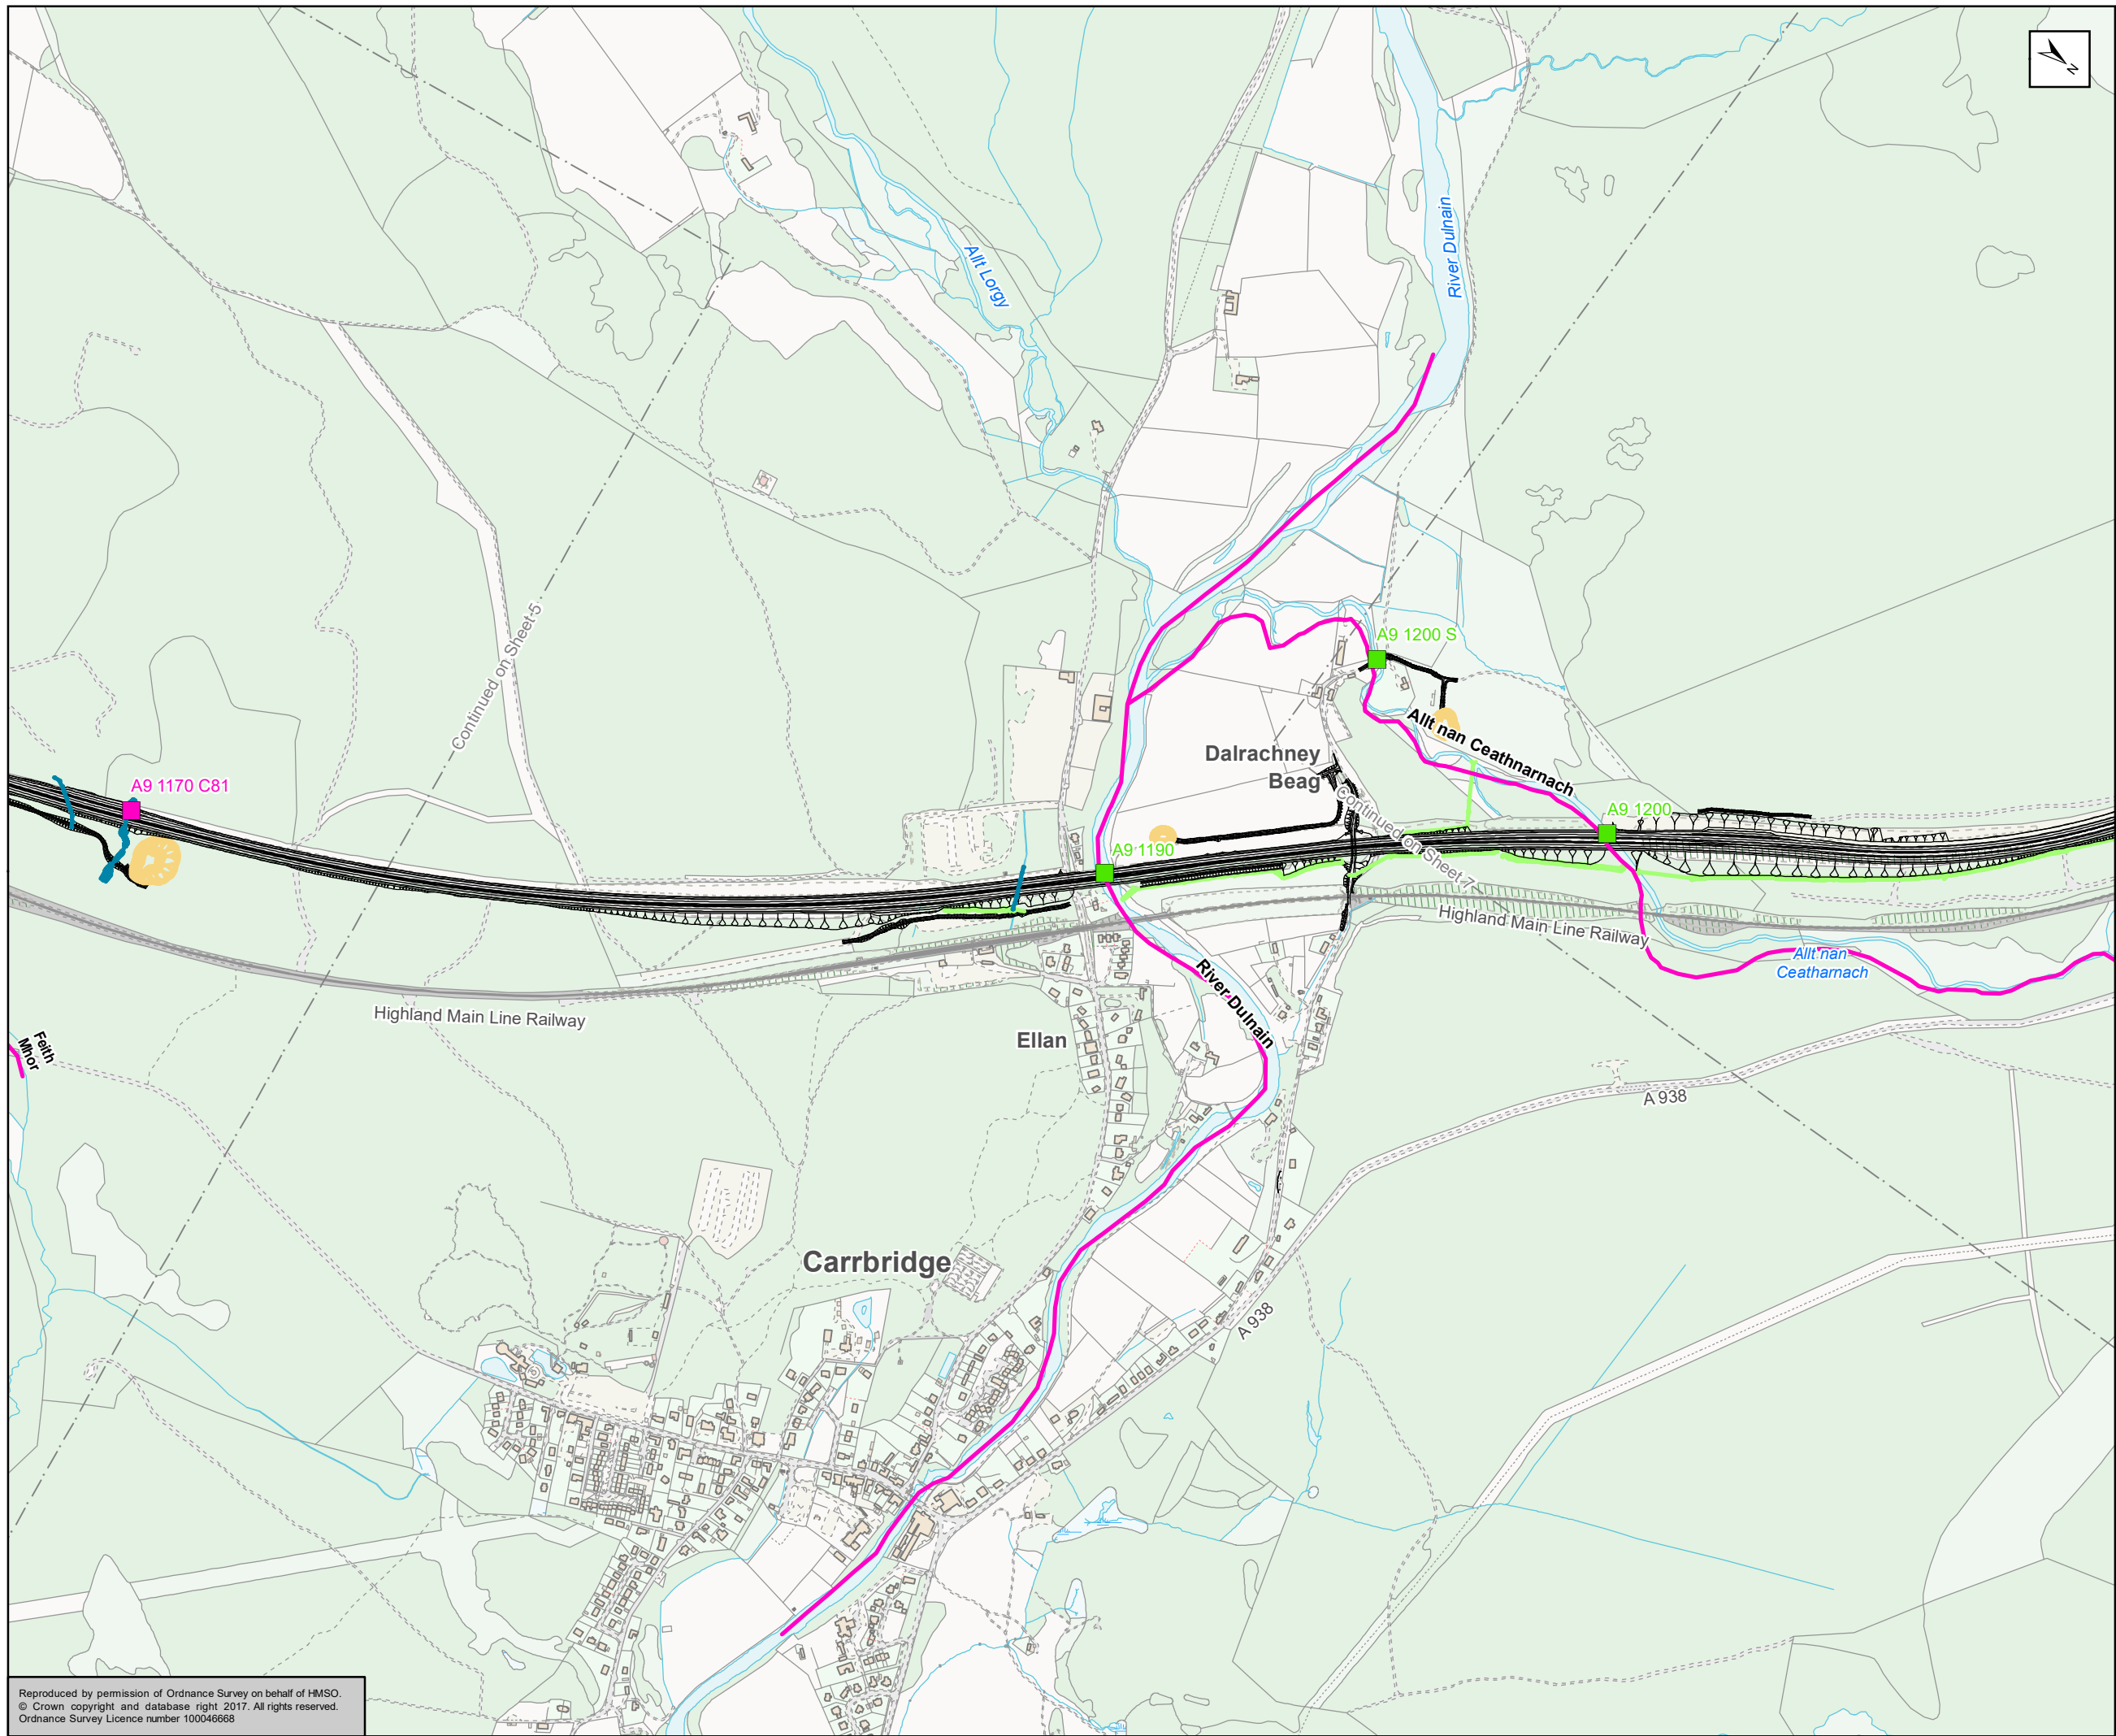 N
Allt Lorgy
River Dulnain
Continued on Sheet 5
A9 1200 S
Allt nan Ceathnarnach
Dalrachney
Beag
A9 1170 C81
A9 1200
Continued on Sheet 7
A9 1190
Highland Main Line Railway
Allt nan
Ceatharnach
River Dulnain
Highland Main Line Railway
Ellan
Feith
Mhor
A 938
Carrbridge
A 938
Reproduced by permission of Ordnance Survey on behalf of HMSO.
© Crown copyright and database right 2017. All rights reserved.
Ordnance Survey Licence number 100046668